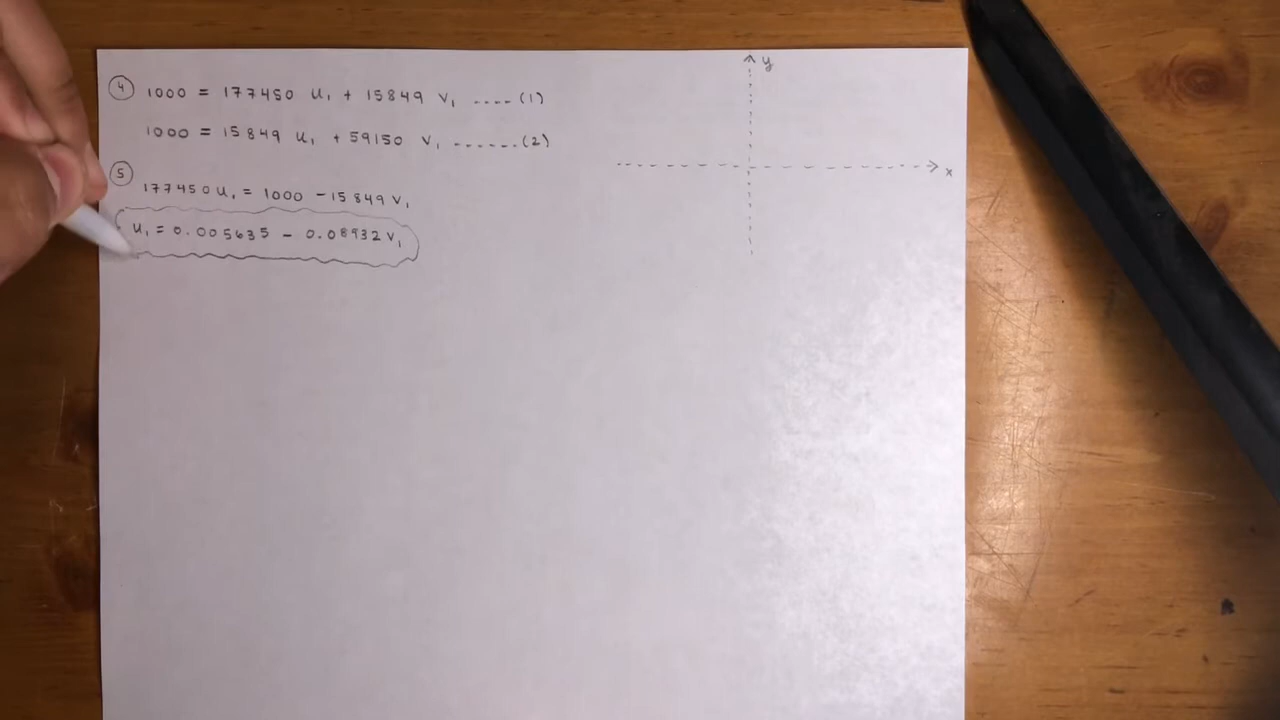 ④ 1000 = 177450 u₁ + 15849 v₁ ----(1)
1000 = 15849 u₁ + 59150 v₁ ------(2)
⑤
177450 u₁ = 1000 - 15849 v₁
u₁ = 0.005635 - 0.08932 v₁
y
x